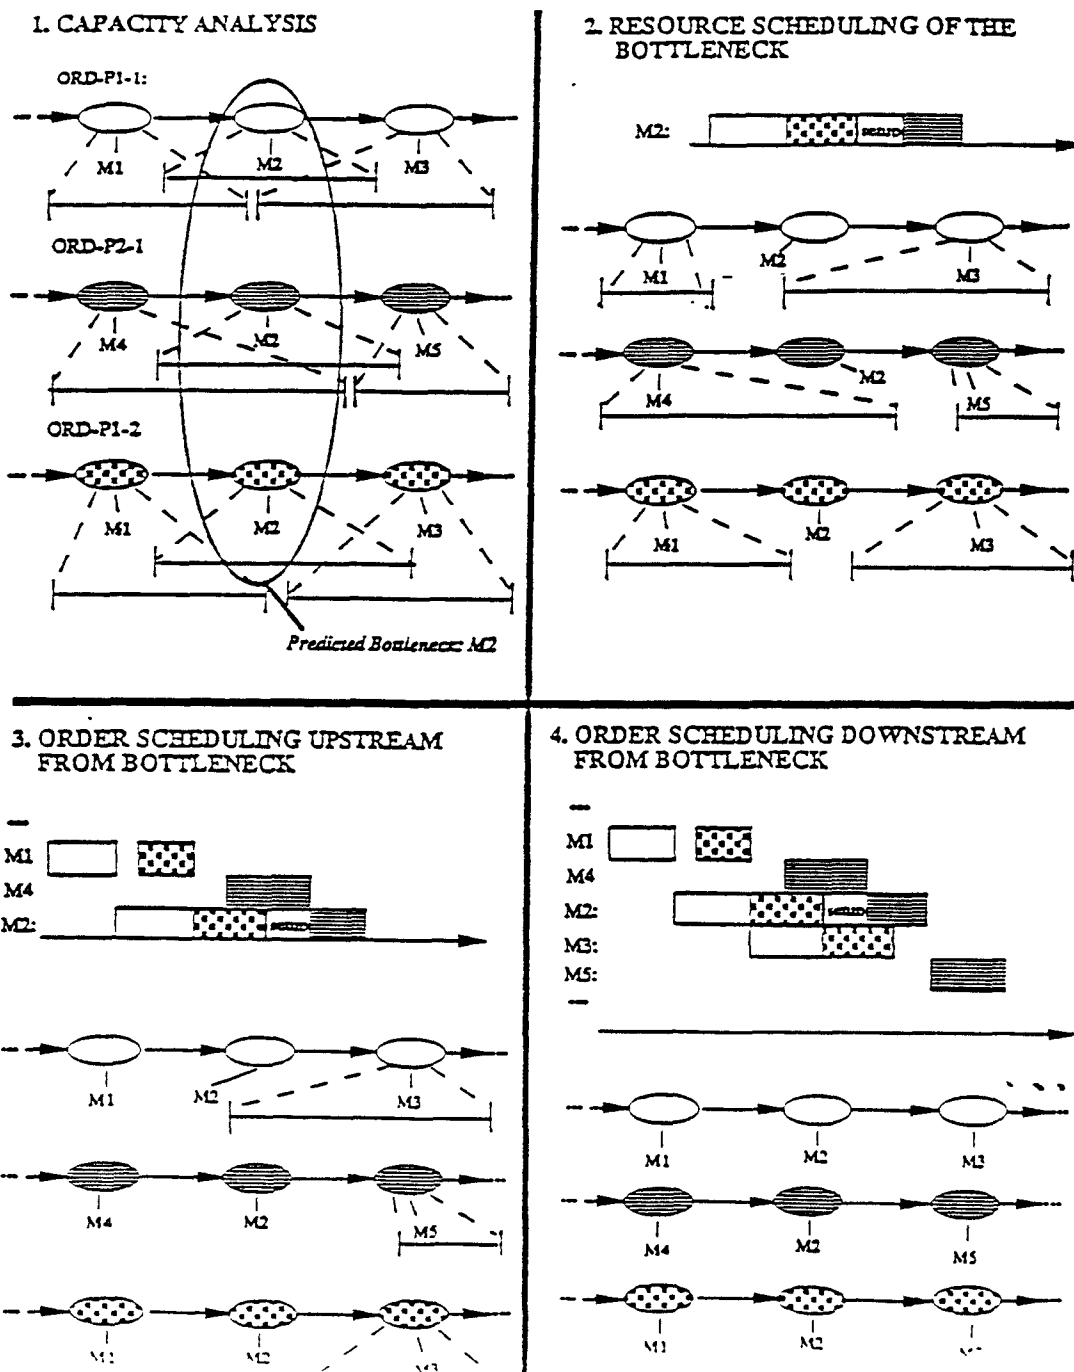 1. CAPACITY ANALYSIS
ORD-P1-1:
M1 M2 M3
ORD-P2-1
M4 M2 M5
ORD-P1-2
M1 M2 M3
Predicted Bottleneck: M2
2. RESOURCE SCHEDULING OF THE
BOTTLENECK
M2:
M1 M2 M3
M4 M2 M5
M1 M2 M3
3. ORDER SCHEDULING UPSTREAM
FROM BOTTLENECK
M1
M4
M2:
M1 M2 M3
M4 M2 M5
M1 M2 M3
4. ORDER SCHEDULING DOWNSTREAM
FROM BOTTLENECK
M1
M4
M2:
M3:
M5:
M1 M2 M3
M4 M2 M5
M1 M2